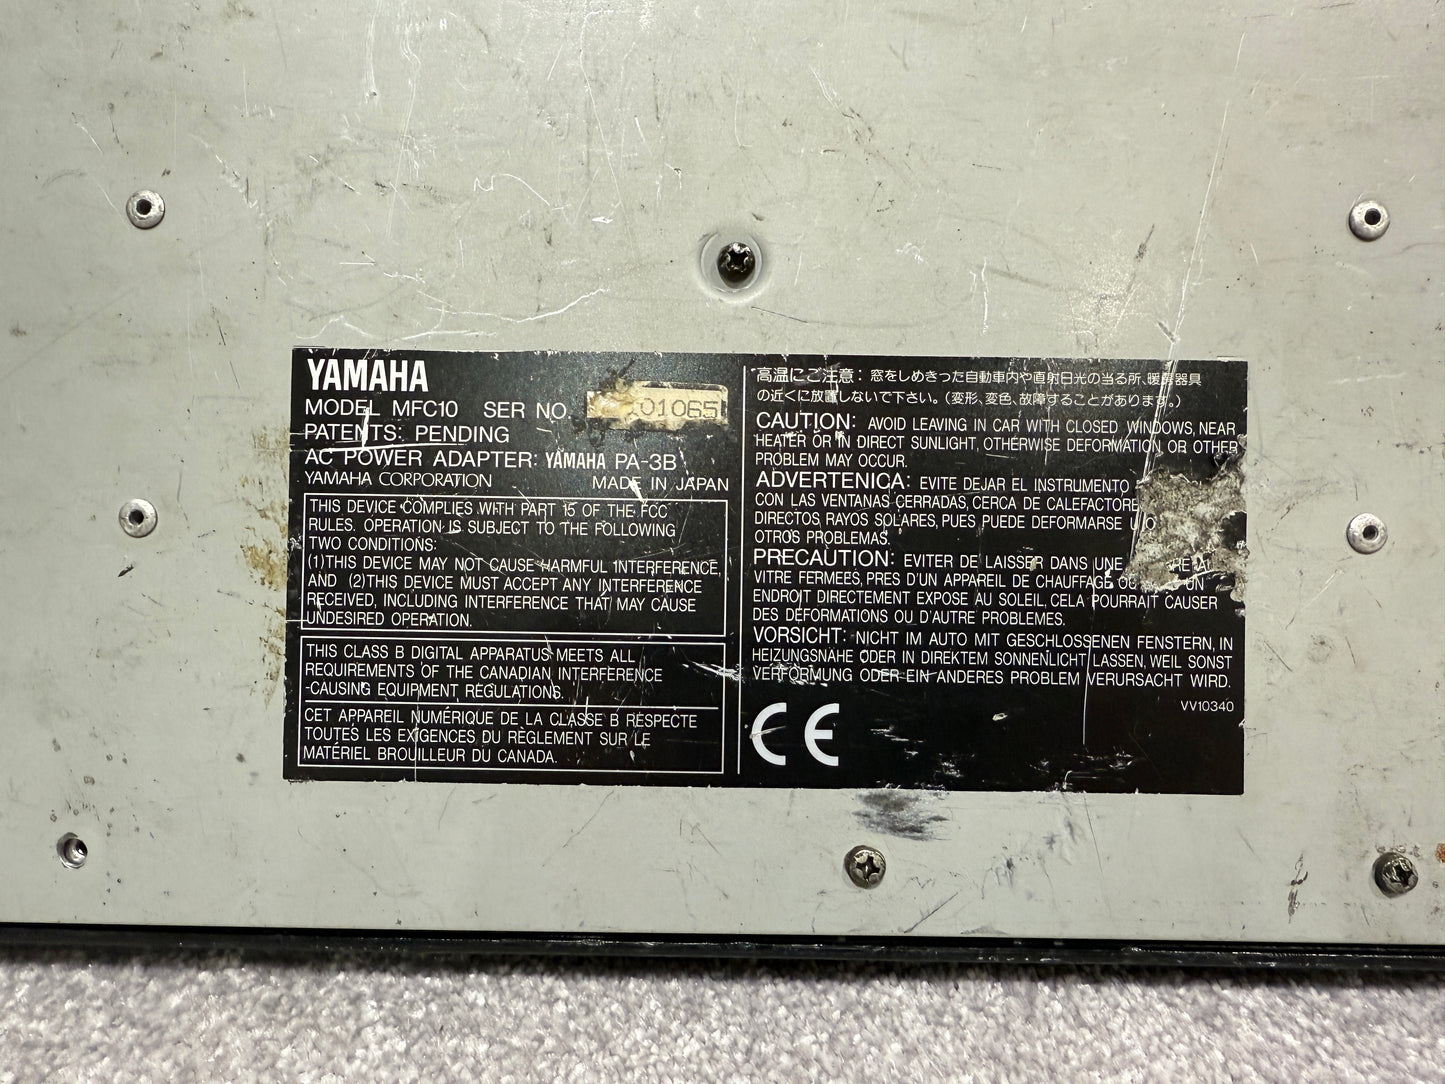 YAMAHA
MODEL MFC10 SER NO. 01065
PATENTS: PENDING
AC POWER ADAPTER: YAMAHA PA-3B
YAMAHA CORPORATION MADE IN JAPAN
THIS DEVICE COMPLIES WITH PART 15 OF THE FCC
RULES. OPERATION IS SUBJECT TO THE FOLLOWING
TWO CONDITIONS:
(1)THIS DEVICE MAY NOT CAUSE HARMFUL INTERFERENCE,
AND (2)THIS DEVICE MUST ACCEPT ANY INTERFERENCE
RECEIVED, INCLUDING INTERFERENCE THAT MAY CAUSE
UNDESIRED OPERATION.
THIS CLASS B DIGITAL APPARATUS MEETS ALL
REQUIREMENTS OF THE CANADIAN INTERFERENCE
-CAUSING EQUIPMENT REGULATIONS.
CET APPAREIL NUMÉRIQUE DE LA CLASSE B RESPECTE
TOUTES LES EXIGENCES DU RÈGLEMENT SUR LE
MATÉRIEL BROUILLEUR DU CANADA.
高温にご注意：窓をしめきった自動車内や直射日光の当る所、暖房器具
の近くに放置しないで下さい。（変形、変色、故障することがあります。）
CAUTION: AVOID LEAVING IN CAR WITH CLOSED WINDOWS, NEAR
HEATER OR IN DIRECT SUNLIGHT, OTHERWISE DEFORMATION OR OTHER
PROBLEM MAY OCCUR.
ADVERTENICA: EVITE DEJAR EL INSTRUMENTO
CON LAS VENTANAS CERRADAS, CERCA DE CALEFACTORE
DIRECTOS RAYOS SOLARES, PUES PUEDE DEFORMARSE U
OTROS PROBLEMAS.
PRECAUTION: EVITER DE LAISSER DANS UNE
VITRE FERMEES, PRES D'UN APPAREIL DE CHAUFFAGE OU UN
ENDROIT DIRECTEMENT EXPOSE AU SOLEIL, CELA POURRAIT CAUSER
DES DÉFORMATIONS OU D'AUTRE PROBLEMES.
VORSICHT: NICHT IM AUTO MIT GESCHLOSSENEN FENSTERN, IN
HEIZUNGSNÄHE ODER IN DIREKTEM SONNENLICHT LASSEN, WEIL SONST
VERFORMUNG ODER EIN ANDERES PROBLEM VERURSACHT WIRD.
VV10340
CE